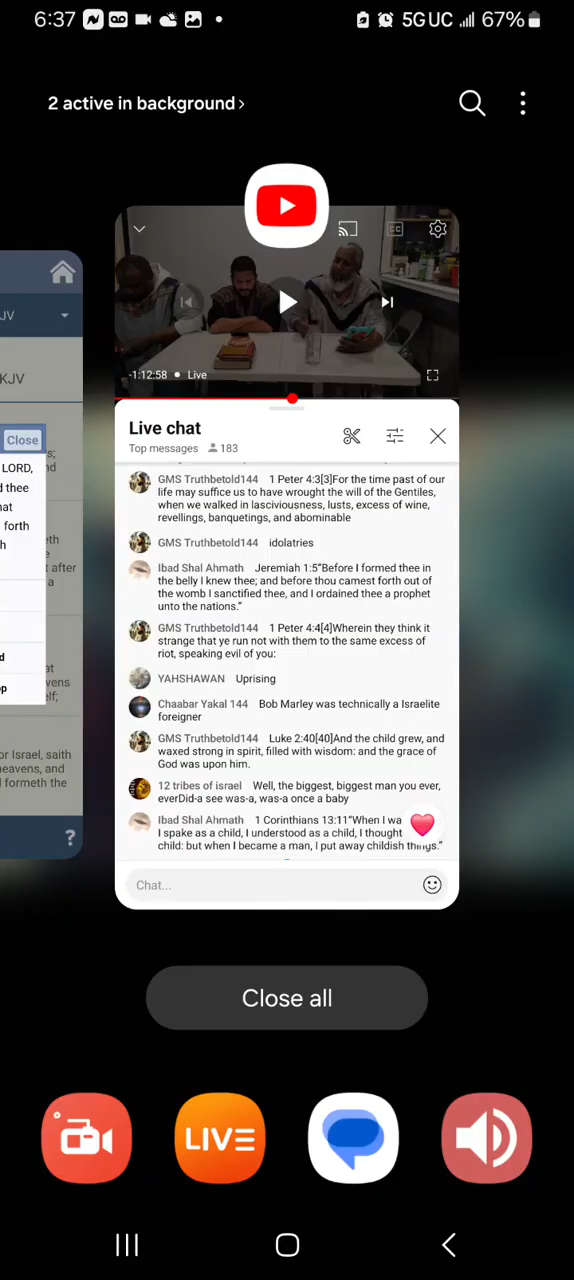 6:37
5G UC
67%
2 active in background ›
JV
KJV
Close
LORD,
d thee
hat
forth
h
d
op
s;
nd
eth
e
t after
a
at
vens
elf;
or Israel, saith
heavens, and
l formeth the
?
CC
-1:12:58 • Live
Live chat
Top messages 183
GMS Truthbetold144 1 Peter 4:3[3]For the time past of our
life may suffice us to have wrought the will of the Gentiles,
when we walked in lasciviousness, lusts, excess of wine,
revellings, banquetings, and abominable
GMS Truthbetold144 idolatries
Ibad Shal Ahmath Jeremiah 1:5“Before I formed thee in
the belly I knew thee; and before thou camest forth out of
the womb I sanctified thee, and I ordained thee a prophet
unto the nations.”
GMS Truthbetold144 1 Peter 4:4[4]Wherein they think it
strange that ye run not with them to the same excess of
riot, speaking evil of you:
YAHSHAWAN Uprising
Chaabar Yakal 144 Bob Marley was technically a Israelite
foreigner
GMS Truthbetold144 Luke 2:40[40]And the child grew, and
waxed strong in spirit, filled with wisdom: and the grace of
God was upon him.
12 tribes of israel Well, the biggest, biggest man you ever,
everDid-a see was-a, was-a once a baby
Ibad Shal Ahmath 1 Corinthians 13:11“When I wa
I spake as a child, I understood as a child, I thought
child: but when I became a man, I put away childish things.”
Chat...
Close all
LIVE